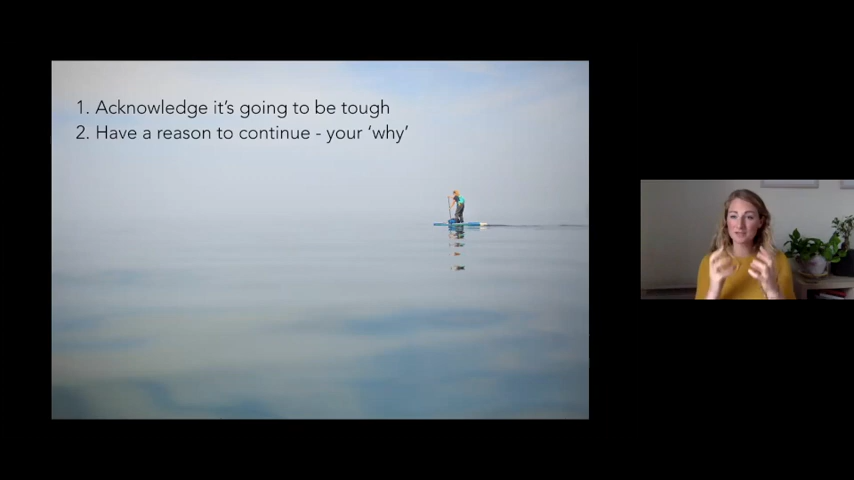 1. Acknowledge it's going to be tough
2. Have a reason to continue - your ‘why’